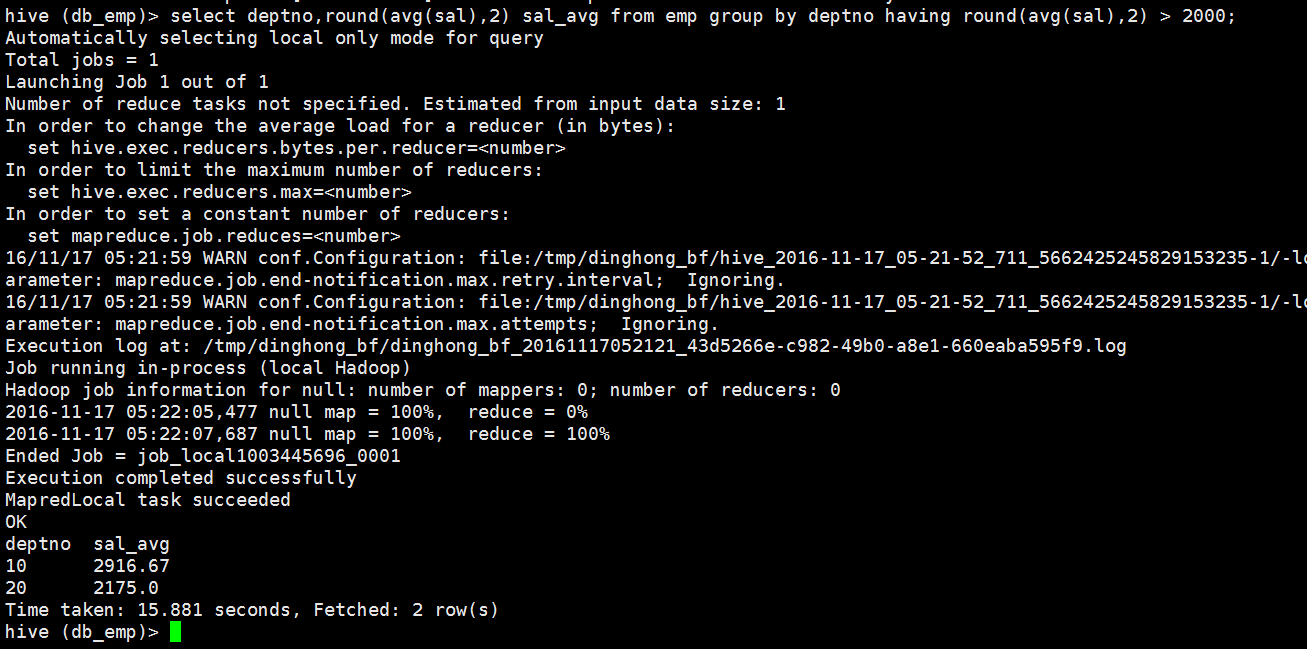 hive (db_emp)> select deptno,round(avg(sal),2) sal_avg from emp group by deptno having round(avg(sal),2) > 2000;
Automatically selecting local only mode for query
Total jobs = 1
Launching Job 1 out of 1
Number of reduce tasks not specified. Estimated from input data size: 1
In order to change the average load for a reducer (in bytes):
  set hive.exec.reducers.bytes.per.reducer=<number>
In order to limit the maximum number of reducers:
  set hive.exec.reducers.max=<number>
In order to set a constant number of reducers:
  set mapreduce.job.reduces=<number>
16/11/17 05:21:59 WARN conf.Configuration: file:/tmp/dinghong_bf/hive_2016-11-17_05-21-52_711_5662425245829153235-1/-lo
arameter: mapreduce.job.end-notification.max.retry.interval;  Ignoring.
16/11/17 05:21:59 WARN conf.Configuration: file:/tmp/dinghong_bf/hive_2016-11-17_05-21-52_711_5662425245829153235-1/-lo
arameter: mapreduce.job.end-notification.max.attempts;  Ignoring.
Execution log at: /tmp/dinghong_bf/dinghong_bf_20161117052121_43d5266e-c982-49b0-a8e1-660eaba595f9.log
Job running in-process (local Hadoop)
Hadoop job information for null: number of mappers: 0; number of reducers: 0
2016-11-17 05:22:05,477 null map = 100%,  reduce = 0%
2016-11-17 05:22:07,687 null map = 100%,  reduce = 100%
Ended Job = job_local1003445696_0001
Execution completed successfully
MapredLocal task succeeded
OK
deptno  sal_avg
10      2916.67
20      2175.0
Time taken: 15.881 seconds, Fetched: 2 row(s)
hive (db_emp)>